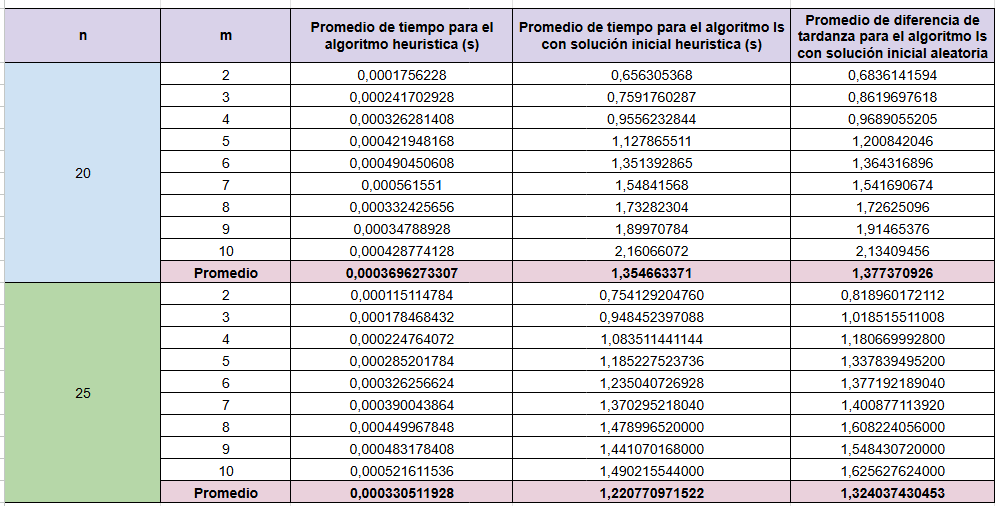 n m Promedio de tiempo para el algoritmo heuristica (s) Promedio de tiempo para el algoritmo ls con solución inicial heuristica (s) Promedio de diferencia de tardanza para el algoritmo ls con solución inicial aleatoria
20
2 0,0001756228 0,656305368 0,6836141594
3 0,000241702928 0,7591760287 0,8619697618
4 0,000326281408 0,9556232844 0,9689055205
5 0,000421948168 1,127865511 1,200842046
6 0,000490450608 1,351392865 1,364316896
7 0,000561551 1,54841568 1,541690674
8 0,000332425656 1,73282304 1,72625096
9 0,00034788928 1,89970784 1,91465376
10 0,000428774128 2,16066072 2,13409456
Promedio 0,0003696273307 1,354663371 1,377370926
25
2 0,000115114784 0,754129204760 0,818960172112
3 0,000178468432 0,948452397088 1,018515511008
4 0,000224764072 1,083511441144 1,180669992800
5 0,000285201784 1,185227523736 1,337839495200
6 0,000326256624 1,235040726928 1,377192189040
7 0,000390043864 1,370295218040 1,400877113920
8 0,000449967848 1,478996520000 1,608224056000
9 0,000483178408 1,441070168000 1,548430720000
10 0,000521611536 1,490215544000 1,625627624000
Promedio 0,000330511928 1,220770971522 1,324037430453